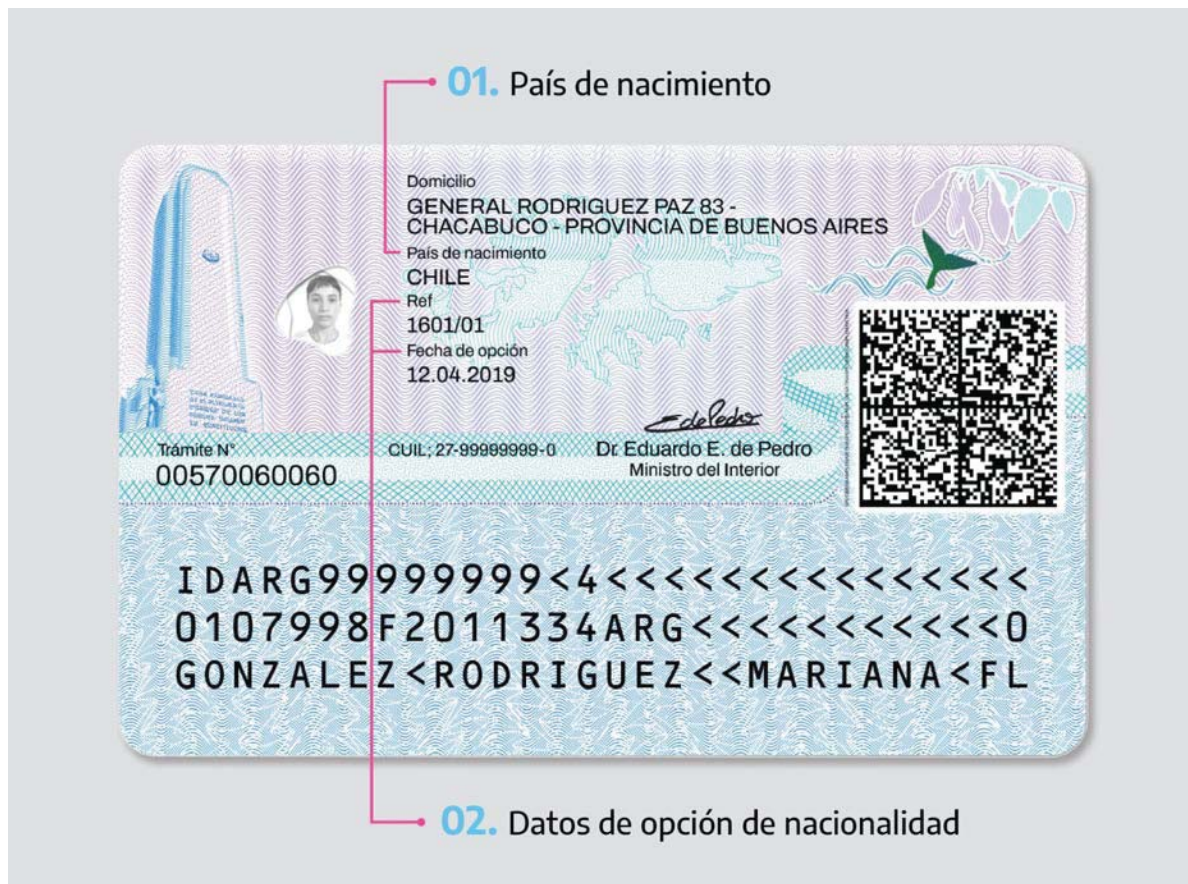 01. País de nacimiento
Domicilio
GENERAL RODRIGUEZ PAZ 83 -
CHACABUCO - PROVINCIA DE BUENOS AIRES
País de nacimiento
CHILE
Ref
1601/01
Fecha de opción
12.04.2019
Trámite N°
00570060060
CUIL; 27-99999999-0
Dr. Eduardo E. de Pedro
Ministro del Interior
IDARG99999999<4<<<<<<<<<<<<<<<
0107998F2011334ARG<<<<<<<<<<<0
GONZALEZ<RODRIGUEZ<<MARIANA<FL
02. Datos de opción de nacionalidad